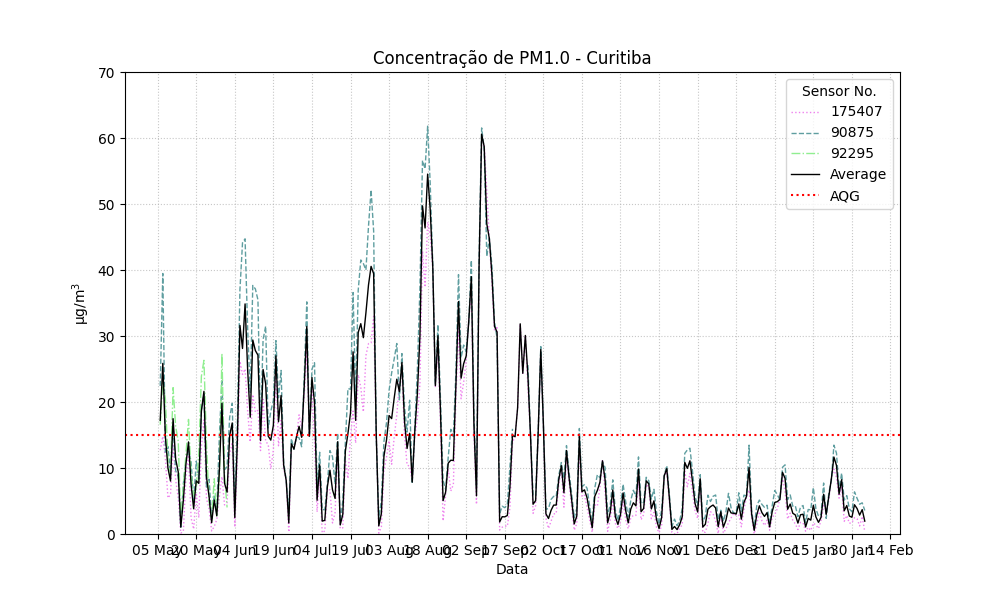 Concentração de PM1.0 - Curitiba
70
60
50
40
30
20
10
0
µg/m³
Sensor No.
175407
90875
92295
Average
AQG
05 May 20 May 04 Jun 19 Jun 04 Jul 19 Jul 03 Aug 18 Aug 02 Sep 17 Sep 02 Oct 17 Oct 01 Nov 16 Nov 01 Dec 16 Dec 31 Dec 15 Jan 30 Jan 14 Feb
Data